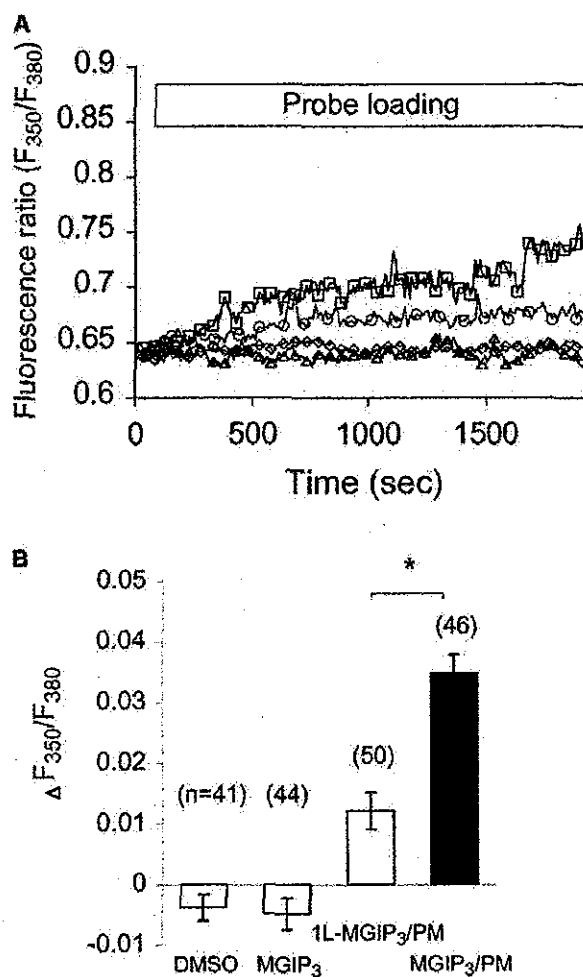 A
Fluorescence ratio (F350/F380)
0.9
0.85
0.8
0.75
0.7
0.65
0.6
Probe loading
0
500
1000
1500
Time (sec)
B
Δ F350/F380
0.05
0.04
0.03
0.02
0.01
0
-0.01
*
(n=41)
(44)
(50)
(46)
DMSO
MGIP3
1L-MGIP3/PM
MGIP3/PM